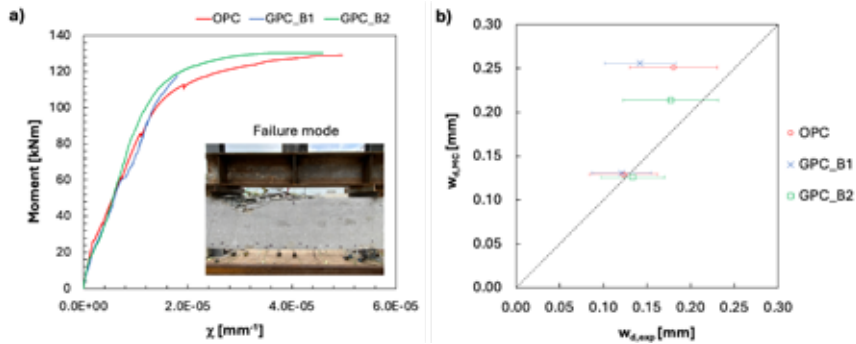 a)
OPC GPC_B1 GPC_B2
Moment [kNm]
140
120
100
80
60
40
20
0
0.0E+00 2.0E-05 4.0E-05 6.0E-05
χ [mm⁻¹]
Failure mode
b)
w_d,MC [mm]
0.30
0.25
0.20
0.15
0.10
0.05
0.00
0.00 0.05 0.10 0.15 0.20 0.25 0.30
w_d,exp [mm]
OPC
GPC_B1
GPC_B2